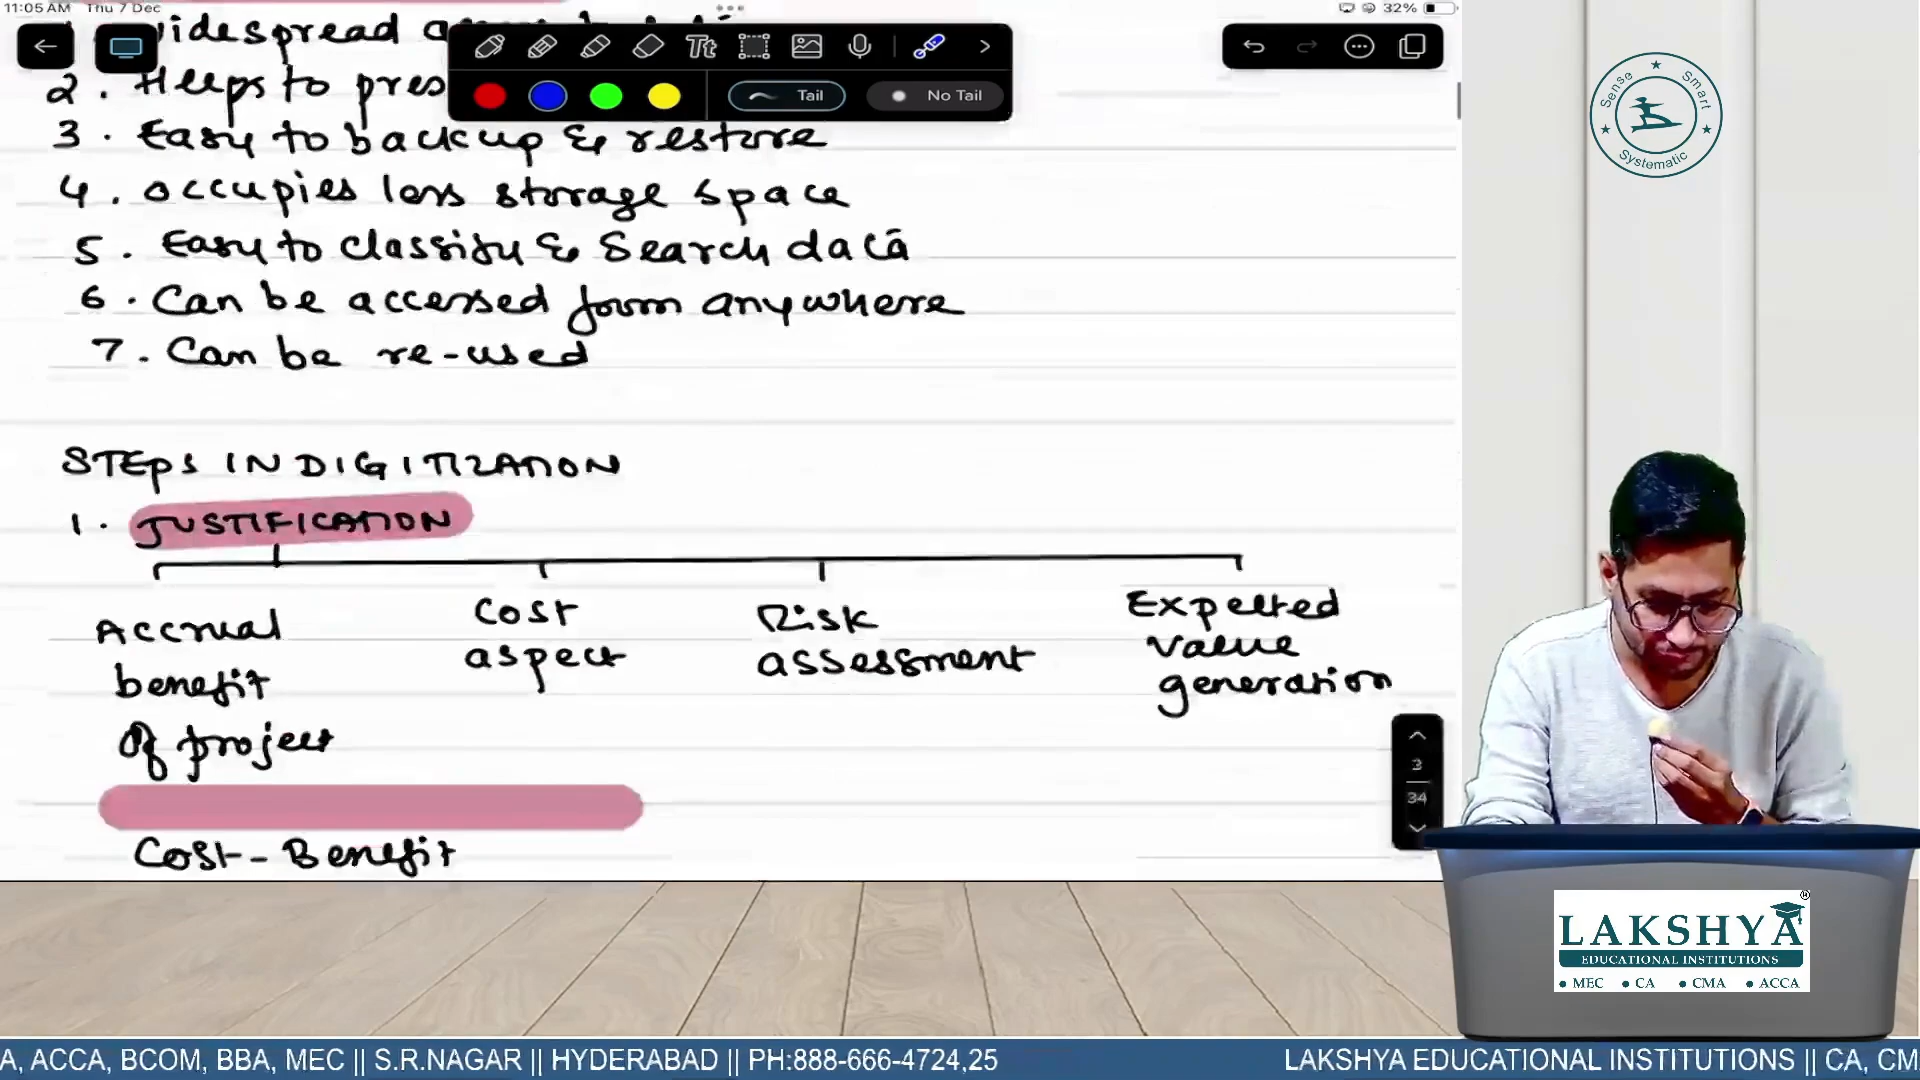 11:05 AM Thu 7 Dec
32%
widespread
2. Helps to pres
Tt
Tail
No Tail
3. Easy to backup & restore
4. occupies less storage space
5. Easy to classify & Search data
6. Can be accessed form anywhere
7. Can be re-used
STEPS IN DIGITIZATION
1. JUSTIFICATION
Accrual
benefit
of project
Cost
aspect
Risk
assessment
Expected
value
generation
Cost-Benefit
3
34
Sense
Smart
Systematic
LAKSHYA®
EDUCATIONAL INSTITUTIONS
• MEC • CA • CMA • ACCA
A, ACCA, BCOM, BBA, MEC || S.R.NAGAR || HYDERABAD || PH:888-666-4724,25
LAKSHYA EDUCATIONAL INSTITUTIONS || CA, CM